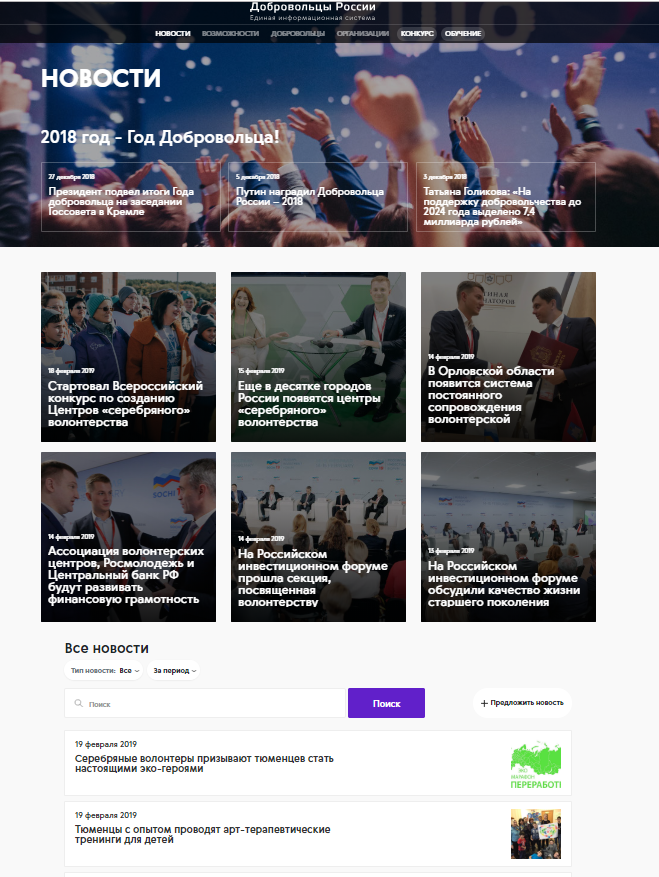 Добровольцы России
Единая информационная система
НОВОСТИ ВОЗМОЖНОСТИ ДОБРОВОЛЬЦЫ ОРГАНИЗАЦИИ КОНКУРС ОБУЧЕНИЕ
НОВОСТИ
2018 год - Год Добровольца!
27 декабря 2018
Президент подвел итоги Года
добровольца на заседании
Госсовета в Кремле
5 декабря 2018
Путин наградил Добровольца
России – 2018
3 декабря 2018
Татьяна Голикова: «На
поддержку добровольчества до
2024 года выделено 7,4
миллиарда рублей»
18 февраля 2019
Стартовал Всероссийский
конкурс по созданию
Центров «серебряного»
волонтерства
15 февраля 2019
Еще в десятке городов
России появятся центры
«серебряного»
волонтерства
14 февраля 2019
В Орловской области
появится система
постоянного
сопровождения
волонтерской
14 февраля 2019
Ассоциация волонтерских
центров, Росмолодежь и
Центральный банк РФ
будут развивать
финансовую грамотность
14 февраля 2019
На Российском
инвестиционном форуме
прошла секция,
посвященная
волонтерству
13 февраля 2019
На Российском
инвестиционном форуме
обсудили качество жизни
старшего поколения
Все новости
Тип новости: Все За период
Поиск
Поиск
+ Предложить новость
19 февраля 2019
Серебряные волонтеры призывают тюменцев стать
настоящими эко-героями
ЭКО
МАРАФОН
ПЕРЕРАБОТ
19 февраля 2019
Тюменцы с опытом проводят арт-терапевтические
тренинги для детей